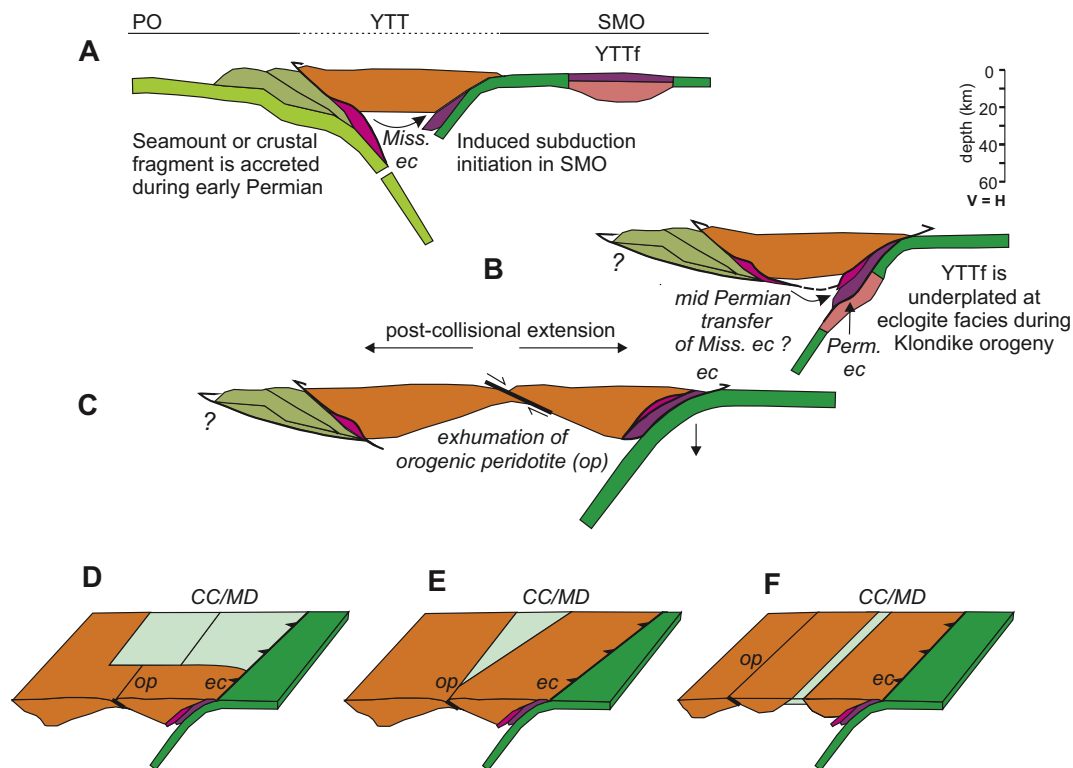 PO YTT SMO
A
YTTf
Seamount or crustal
fragment is accreted
during early Permian
Miss.
ec
Induced subduction
initiation in SMO
0
20
40
60
depth (km)
V = H
B
?
mid Permian
transfer
of Miss. ec ?
Perm.
ec
YTTf is
underplated at
eclogite facies during
Klondike orogeny
post-collisional extension
ec
C
?
exhumation of
orogenic peridotite (op)
D
CC/MD
op
ec
E
CC/MD
op
ec
F
CC/MD
op
ec